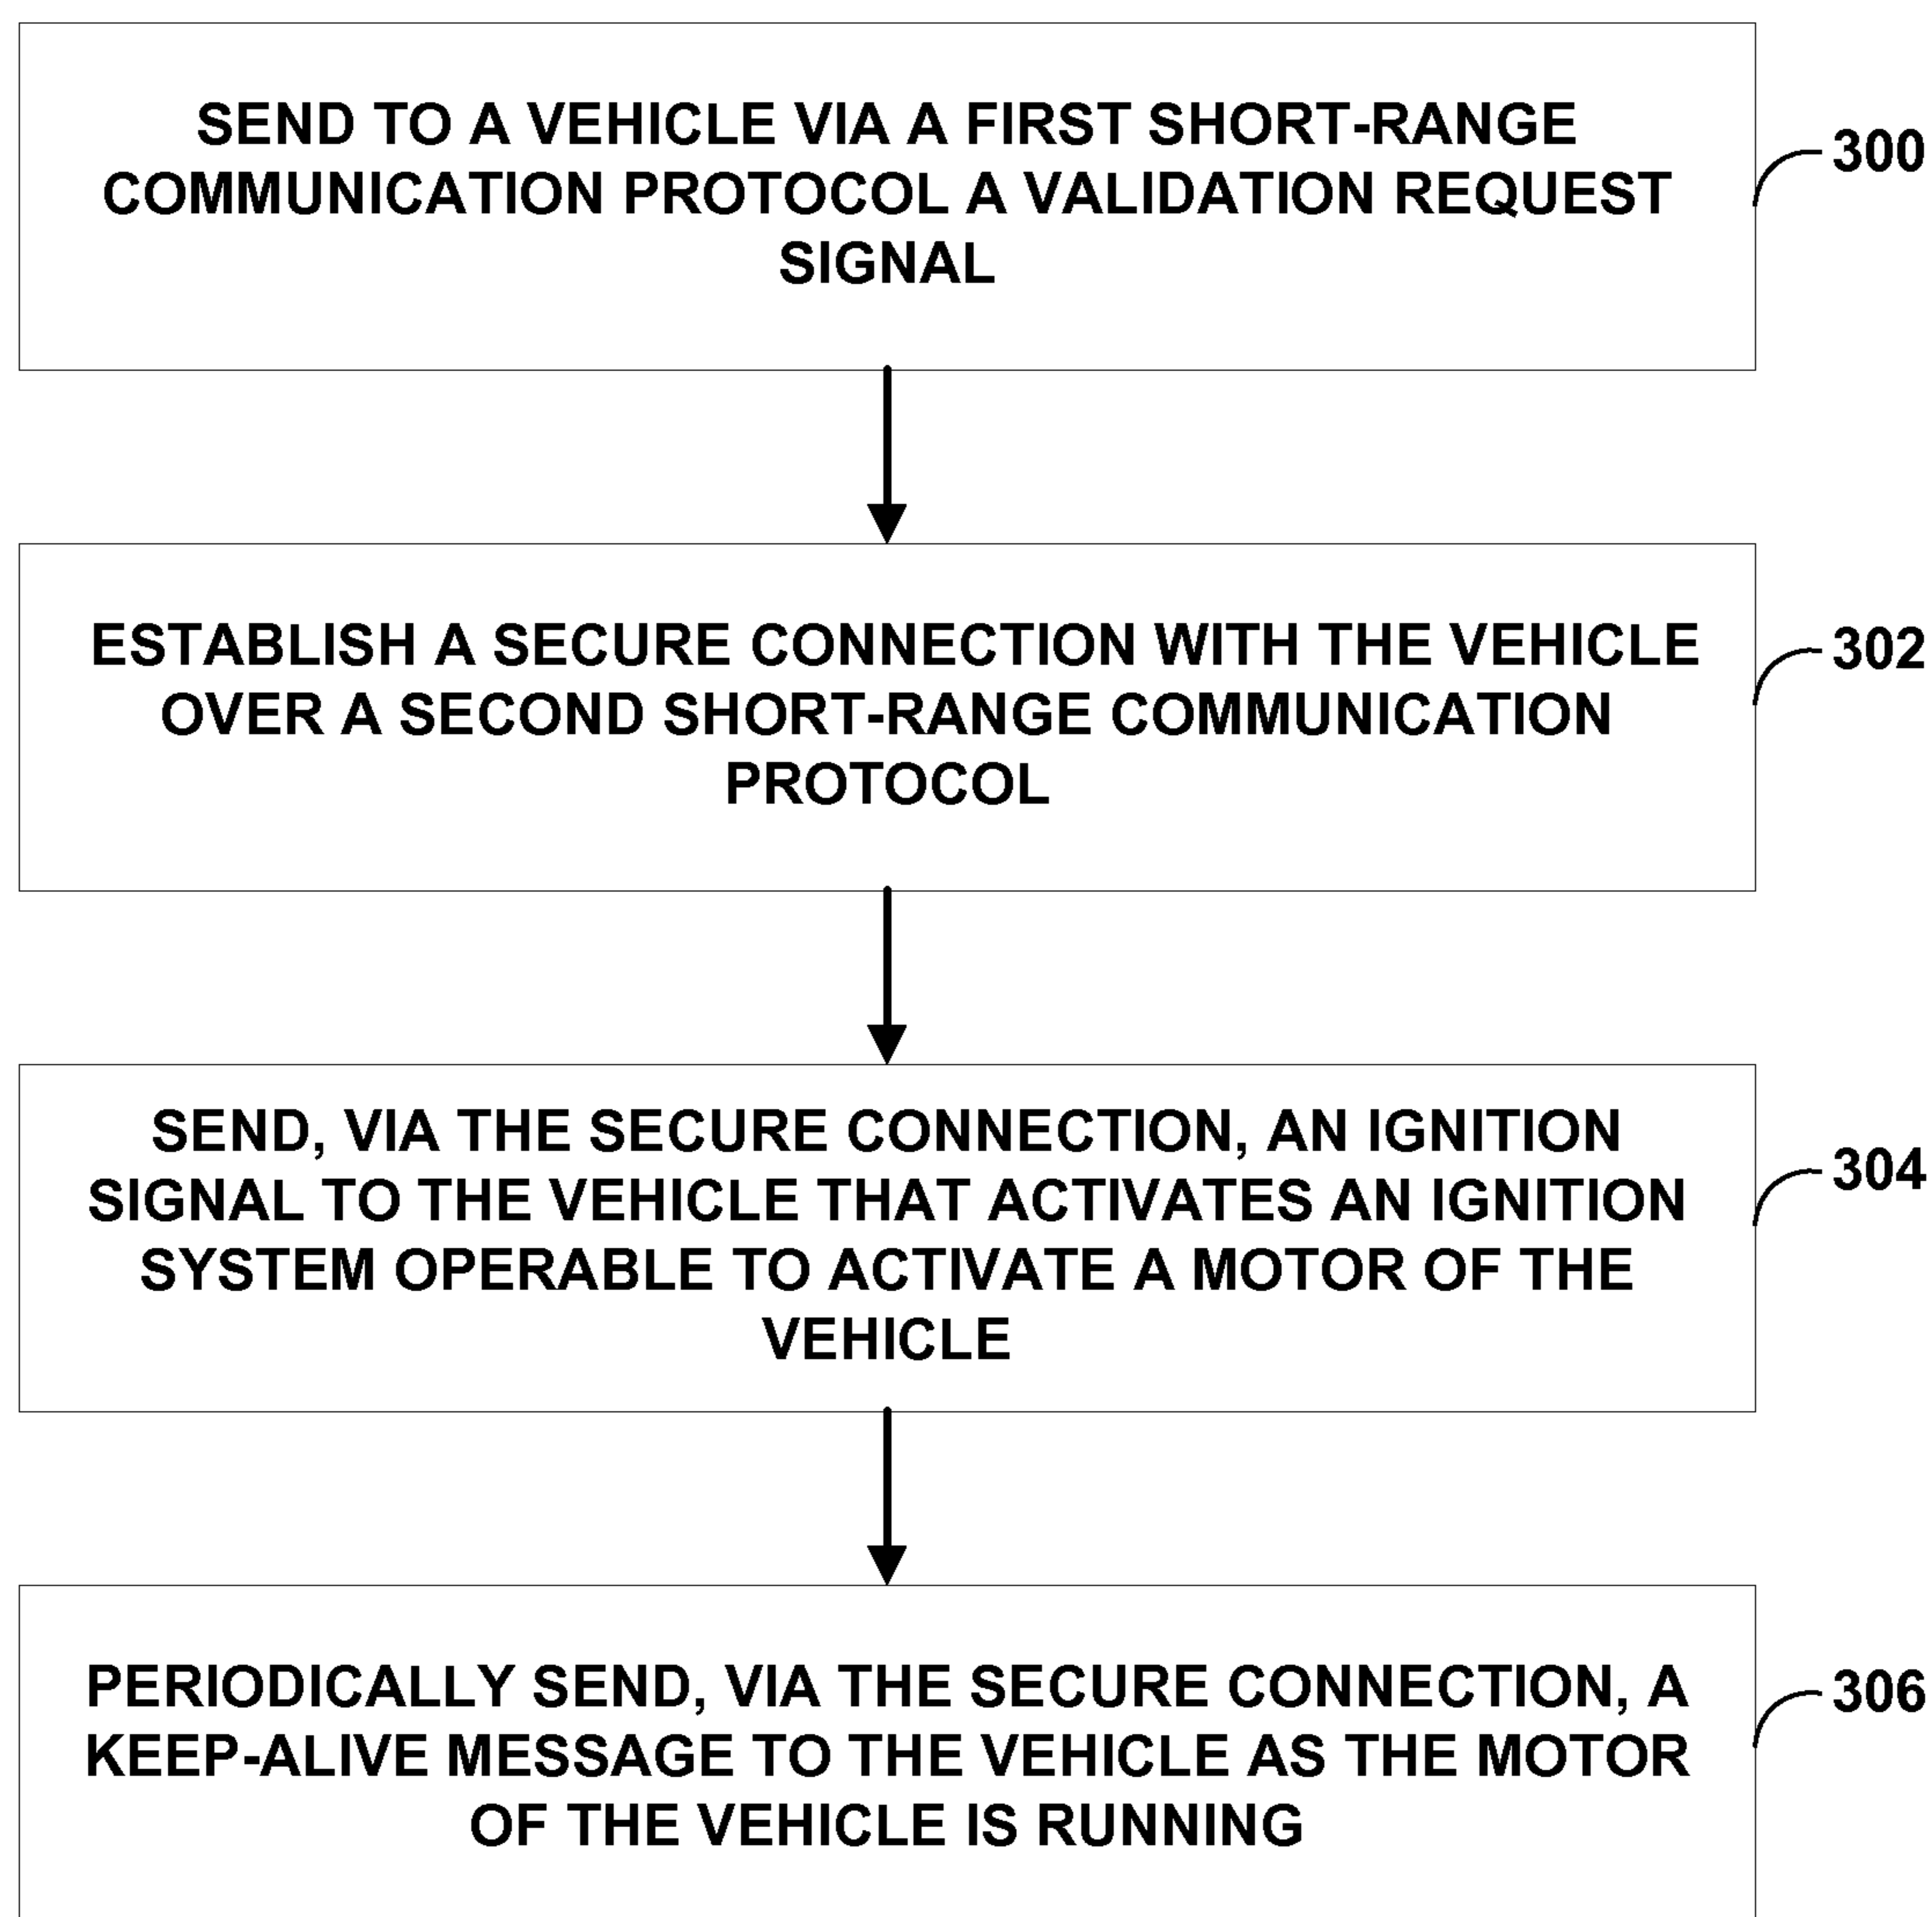 SEND TO A VEHICLE VIA A FIRST SHORT-RANGE
COMMUNICATION PROTOCOL A VALIDATION REQUEST
SIGNAL
300
ESTABLISH A SECURE CONNECTION WITH THE VEHICLE
OVER A SECOND SHORT-RANGE COMMUNICATION
PROTOCOL
302
SEND, VIA THE SECURE CONNECTION, AN IGNITION
SIGNAL TO THE VEHICLE THAT ACTIVATES AN IGNITION
SYSTEM OPERABLE TO ACTIVATE A MOTOR OF THE
VEHICLE
304
PERIODICALLY SEND, VIA THE SECURE CONNECTION, A
KEEP-ALIVE MESSAGE TO THE VEHICLE AS THE MOTOR
OF THE VEHICLE IS RUNNING
306